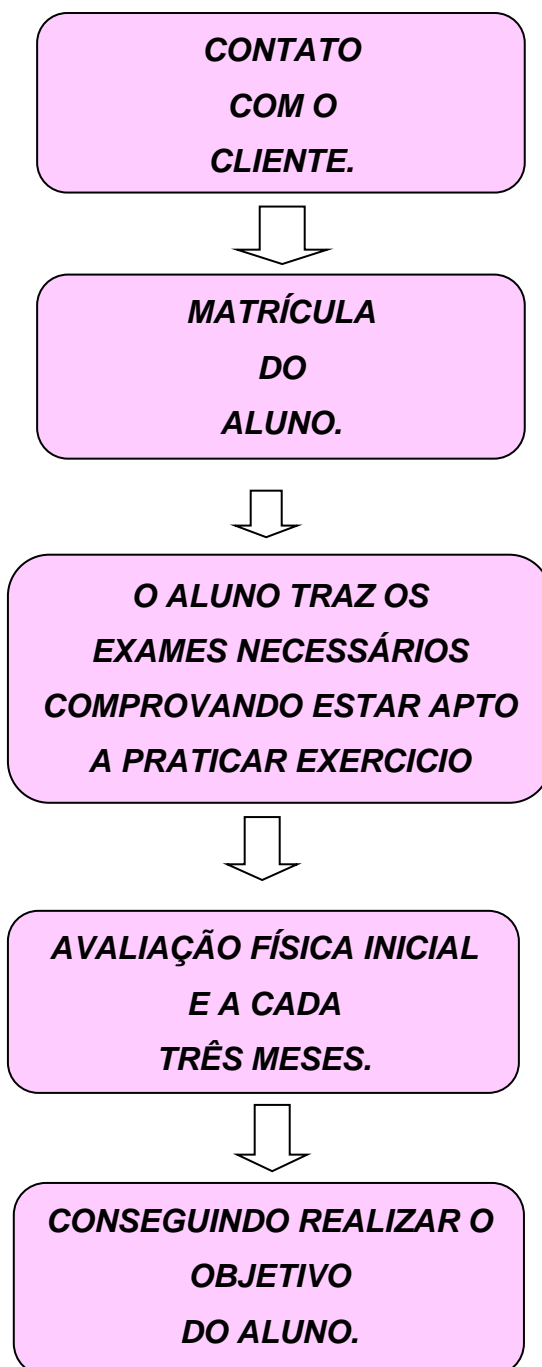 CONTATO
COM O
CLIENTE.
MATRÍCULA
DO
ALUNO.
O ALUNO TRAZ OS
EXAMES NECESSÁRIOS
COMPROVANDO ESTAR APTO
A PRATICAR EXERCICIO
AVALIAÇÃO FÍSICA INICIAL
E A CADA
TRÊS MESES.
CONSEGUINDO REALIZAR O
OBJETIVO
DO ALUNO.